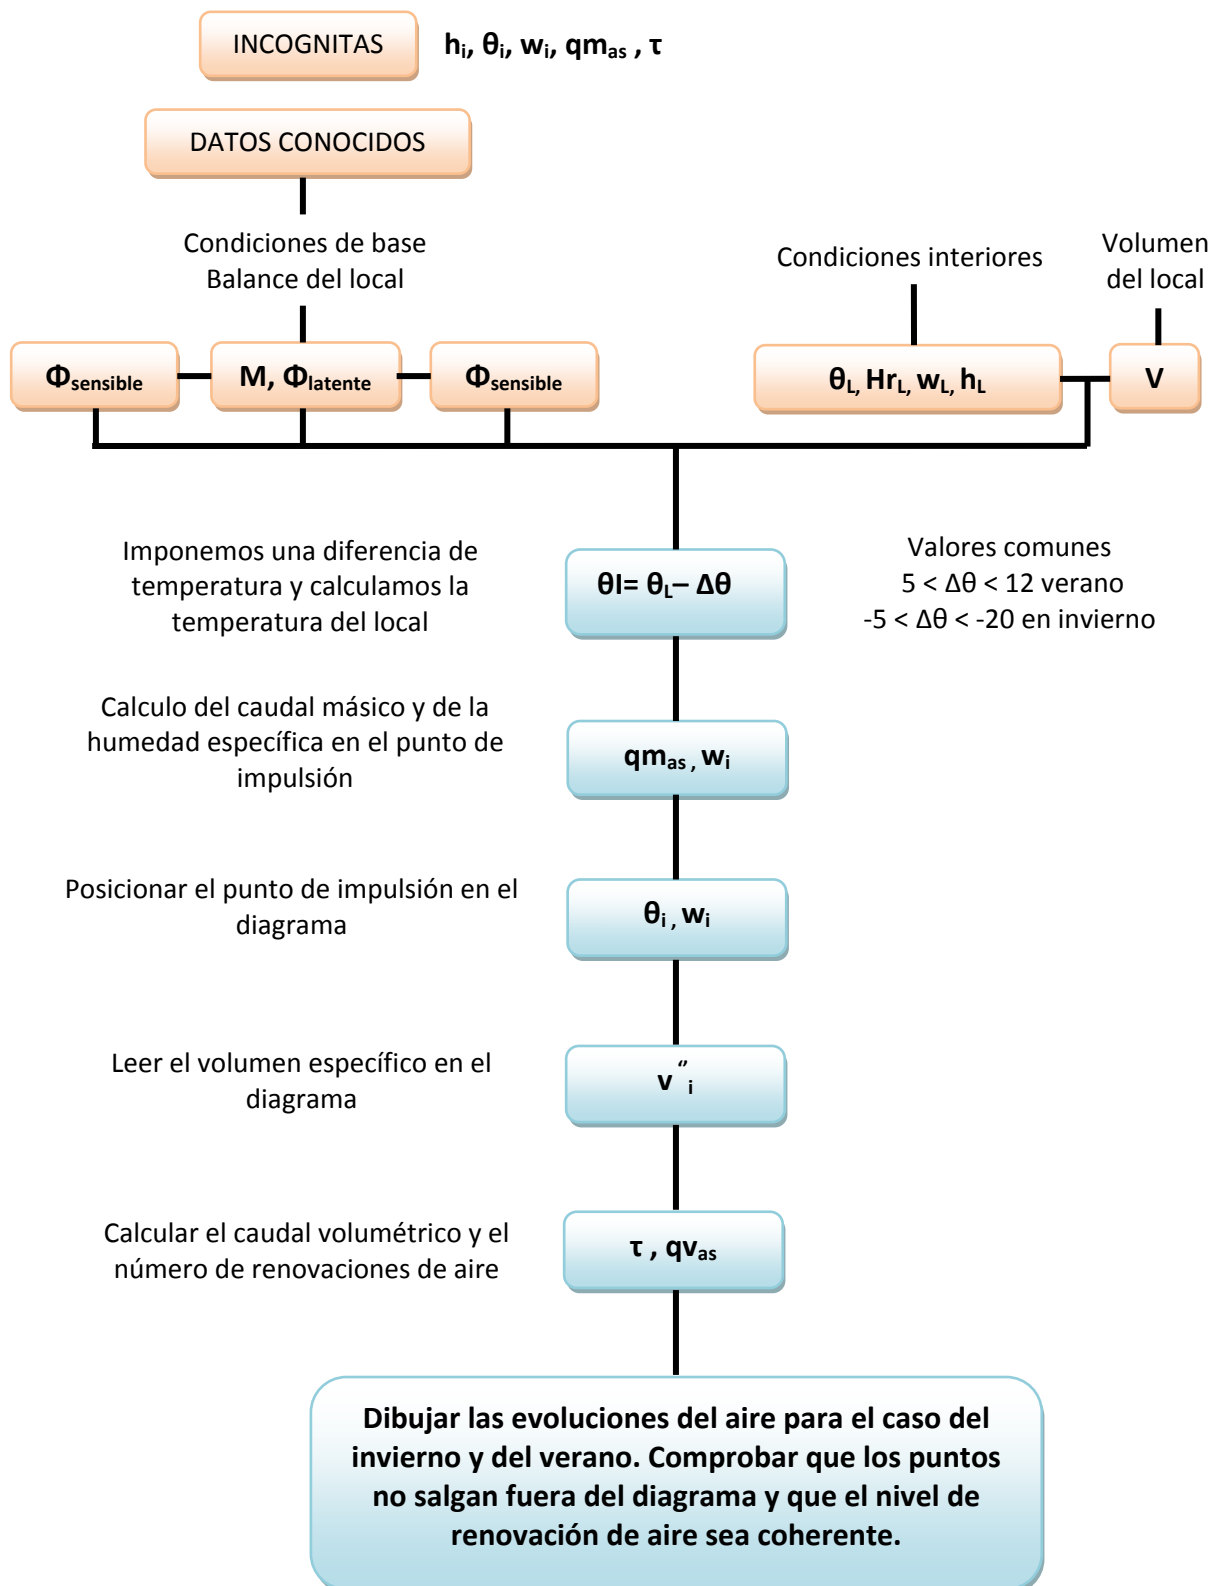 INCOGNITAS
hi, θi, wi, qmas , τ
DATOS CONOCIDOS
Condiciones de base
Balance del local
Condiciones interiores
Volumen
del local
Φsensible
M, Φlatente
Φsensible
θL, HrL, wL, hL
V
Imponemos una diferencia de
temperatura y calculamos la
temperatura del local
θI= θL– Δθ
Valores comunes
5 < Δθ < 12 verano
-5 < Δθ < -20 en invierno
Calculo del caudal másico y de la
humedad específica en el punto de
impulsión
qmas , wi
Posicionar el punto de impulsión en el
diagrama
θi , wi
Leer el volumen específico en el
diagrama
v ″ i
Calcular el caudal volumétrico y el
número de renovaciones de aire
τ , qvas
Dibujar las evoluciones del aire para el caso del
invierno y del verano. Comprobar que los puntos
no salgan fuera del diagrama y que el nivel de
renovación de aire sea coherente.